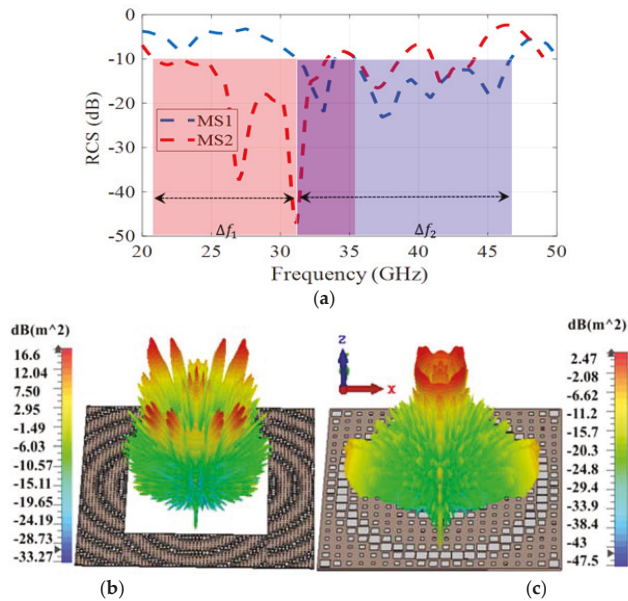 0
-10
-20
-30
-40
-50
RCS (dB)
MS1
MS2
Δf1
Δf2
20 25 30 35 40 45 50
Frequency (GHz)
(a)
dB(m^2)
16.6
12.04
7.50
2.95
-1.49
-6.03
-10.57
-11.11
-19.65
-24.19
-28.73
-33.27
z
x
dB(m^2)
2.47
-6.62
-11.2
-15.7
-20.3
-24.8
-29.4
-33.9
-38.4
-43
-47.5
(b) (c)